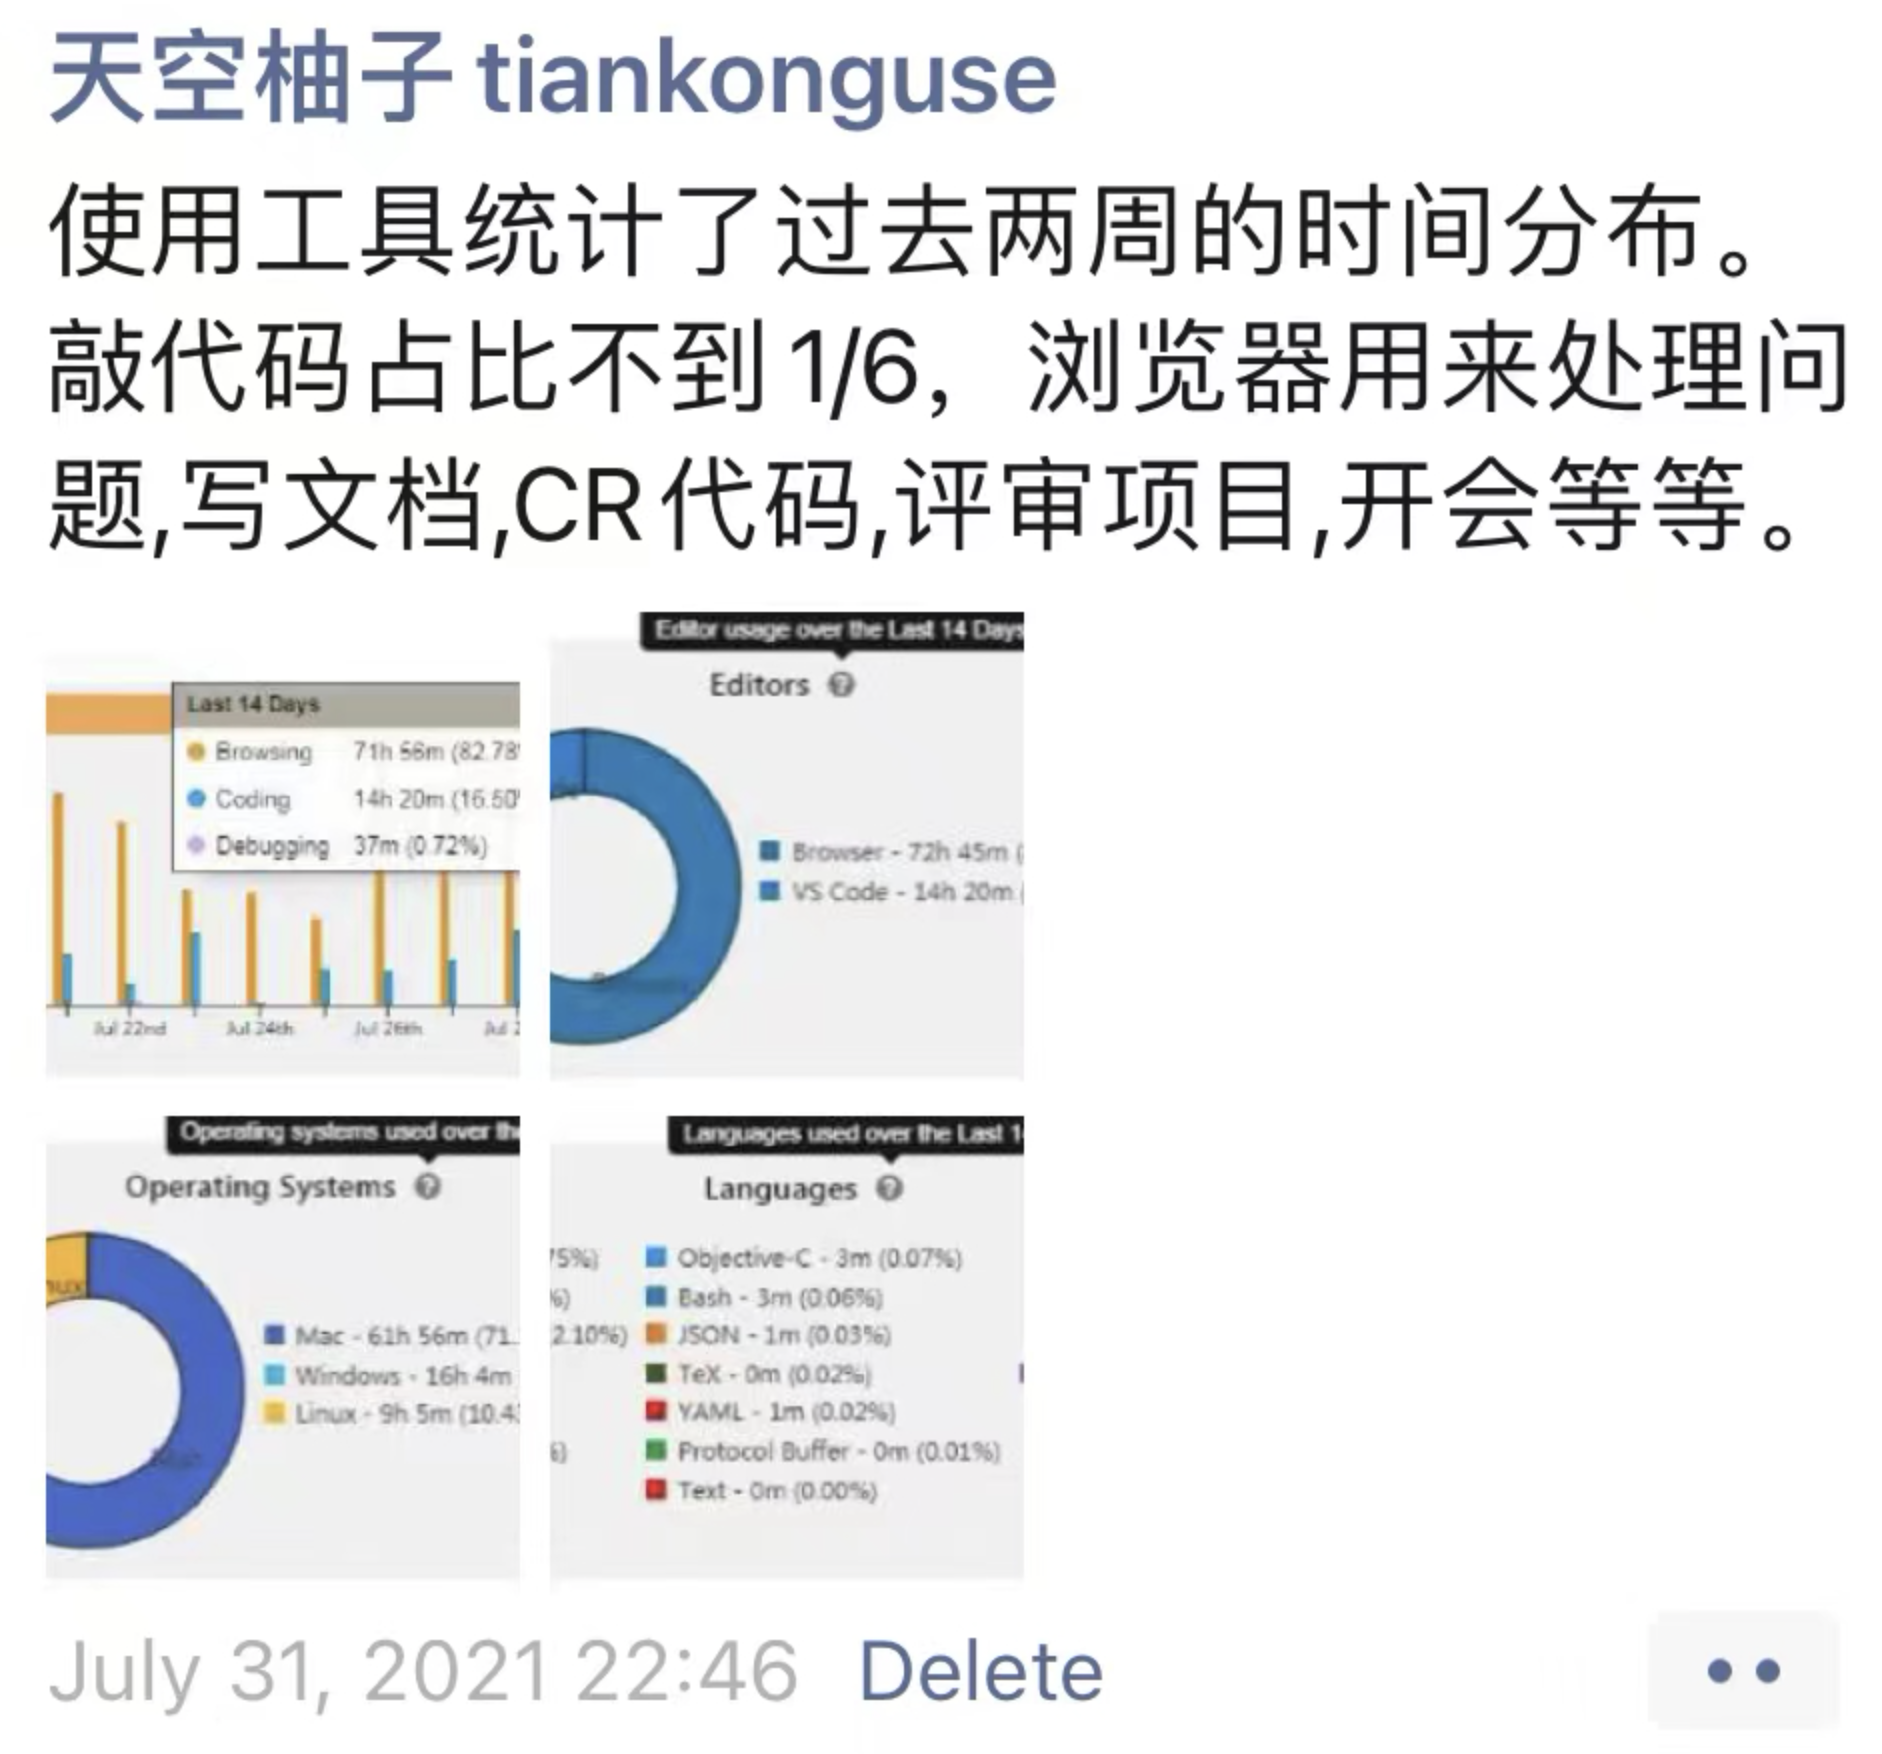 天空柚子 tiankonguse
使用工具统计了过去两周的时间分布。
敲代码占比不到1/6，浏览器用来处理问
题,写文档,CR代码,评审项目,开会等等。
Last 14 Days
Browsing 71h 56m (82.78
Coding 14h 20m (16.50
Debugging 37m (0.72%)
Jul 22nd Jul 24th Jul 26th Jul 2
Editor usage over the Last 14 Days
Editors
Browser - 72h 45m (
VS Code - 14h 20m
Operating systems used over the
Operating Systems
Mac - 61h 56m (71.
Windows - 16h 4m
Linux - 9h 5m (10.4
Languages used over the Last 1
Languages
75%) Objective-C - 3m (0.07%)
%) Bash - 3m (0.06%)
2.10%) JSON - 1m (0.03%)
TeX - 0m (0.02%)
YAML - 1m (0.02%)
Protocol Buffer - 0m (0.01%)
Text - 0m (0.00%)
July 31, 2021 22:46 Delete